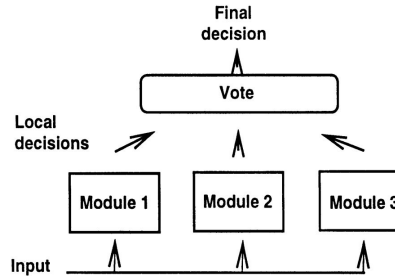 Final
decision
Vote
Local
decisions
Module 1
Module 2
Module 3
Input